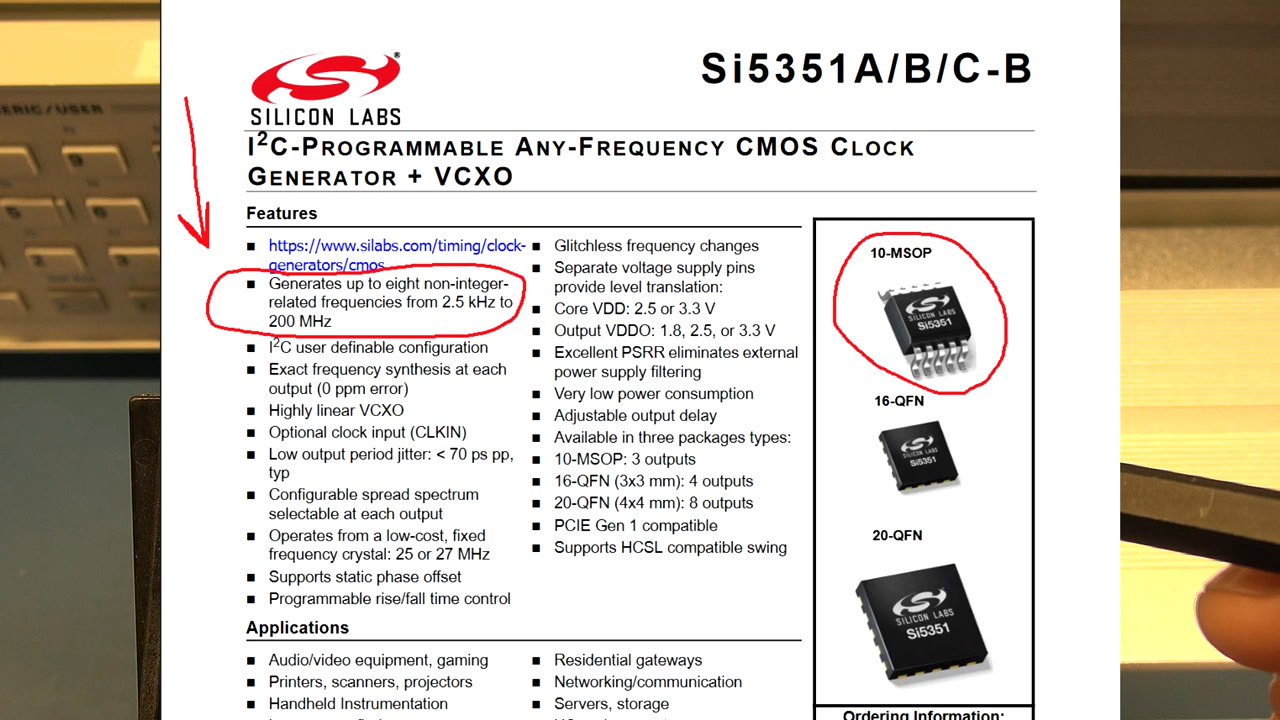 ERIC/USER
Si5351A/B/C-B
®
SILICON LABS
I2C-PROGRAMMABLE ANY-FREQUENCY CMOS CLOCK
GENERATOR + VCXO
Features
■ https://www.silabs.com/timing/clock-
generators/cmos
■ Generates up to eight non-integer-
related frequencies from 2.5 kHz to
200 MHz
■ I2C user definable configuration
■ Exact frequency synthesis at each
output (0 ppm error)
■ Highly linear VCXO
■ Optional clock input (CLKIN)
■ Low output period jitter: < 70 ps pp,
typ
■ Configurable spread spectrum
selectable at each output
■ Operates from a low-cost, fixed
frequency crystal: 25 or 27 MHz
■ Supports static phase offset
■ Programmable rise/fall time control
■ Glitchless frequency changes
■ Separate voltage supply pins
provide level translation:
■ Core VDD: 2.5 or 3.3 V
■ Output VDDO: 1.8, 2.5, or 3.3 V
■ Excellent PSRR eliminates external
power supply filtering
■ Very low power consumption
■ Adjustable output delay
■ Available in three packages types:
■ 10-MSOP: 3 outputs
■ 16-QFN (3x3 mm): 4 outputs
■ 20-QFN (4x4 mm): 8 outputs
■ PCIE Gen 1 compatible
■ Supports HCSL compatible swing
Applications
■ Audio/video equipment, gaming
■ Printers, scanners, projectors
■ Handheld Instrumentation
■ Residential gateways
■ Networking/communication
■ Servers, storage
10-MSOP
SILICON LABS
Si5351
16-QFN
SILICON LABS
Si5351
20-QFN
SILICON LABS
Si5351
Ordering Information: